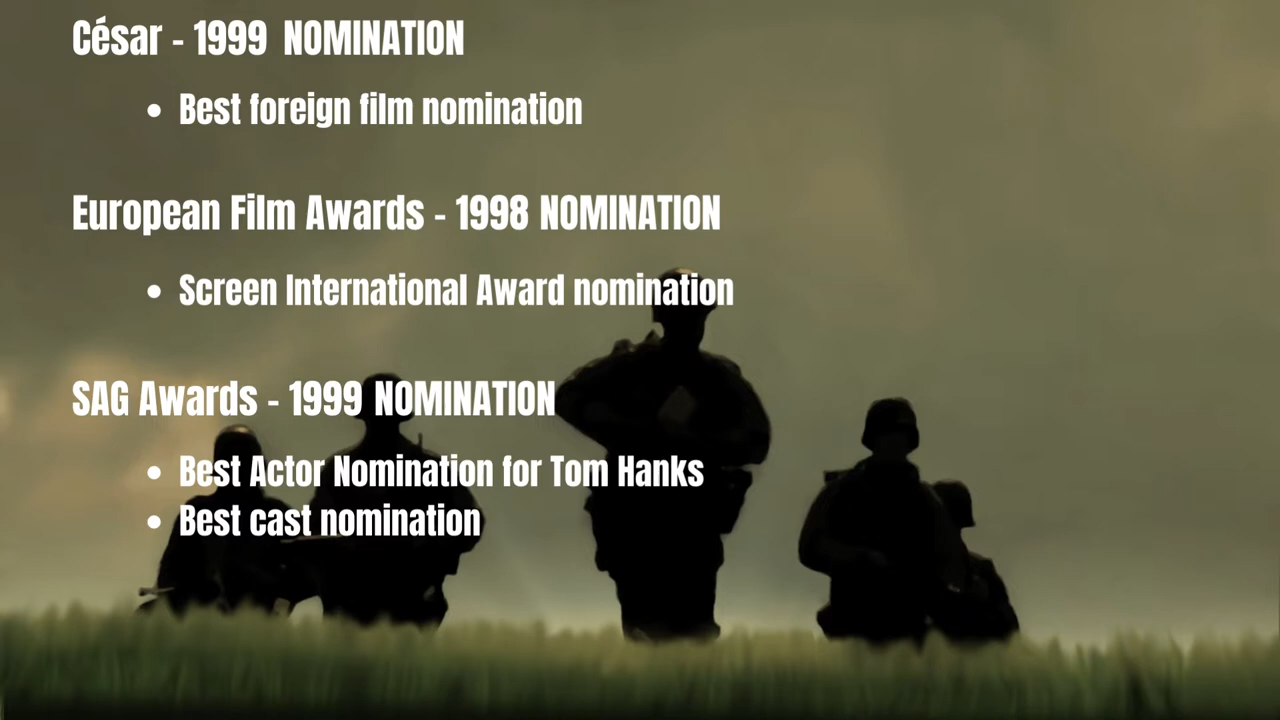 César - 1999 NOMINATION
• Best foreign film nomination
European Film Awards - 1998 NOMINATION
• Screen International Award nomination
SAG Awards - 1999 NOMINATION
• Best Actor Nomination for Tom Hanks
• Best cast nomination